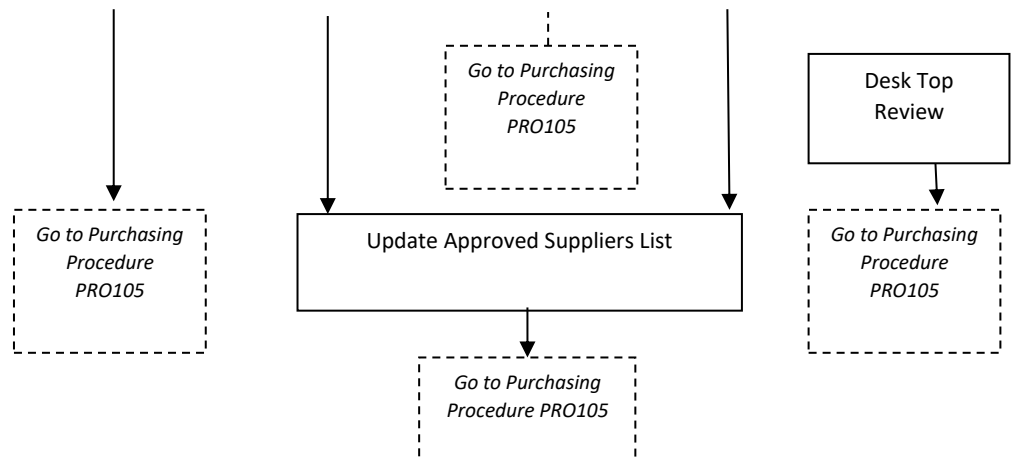 Go to Purchasing
Procedure
PRO105
Desk Top
Review
Go to Purchasing
Procedure
PRO105
Update Approved Suppliers List
Go to Purchasing
Procedure
PRO105
Go to Purchasing
Procedure PRO105